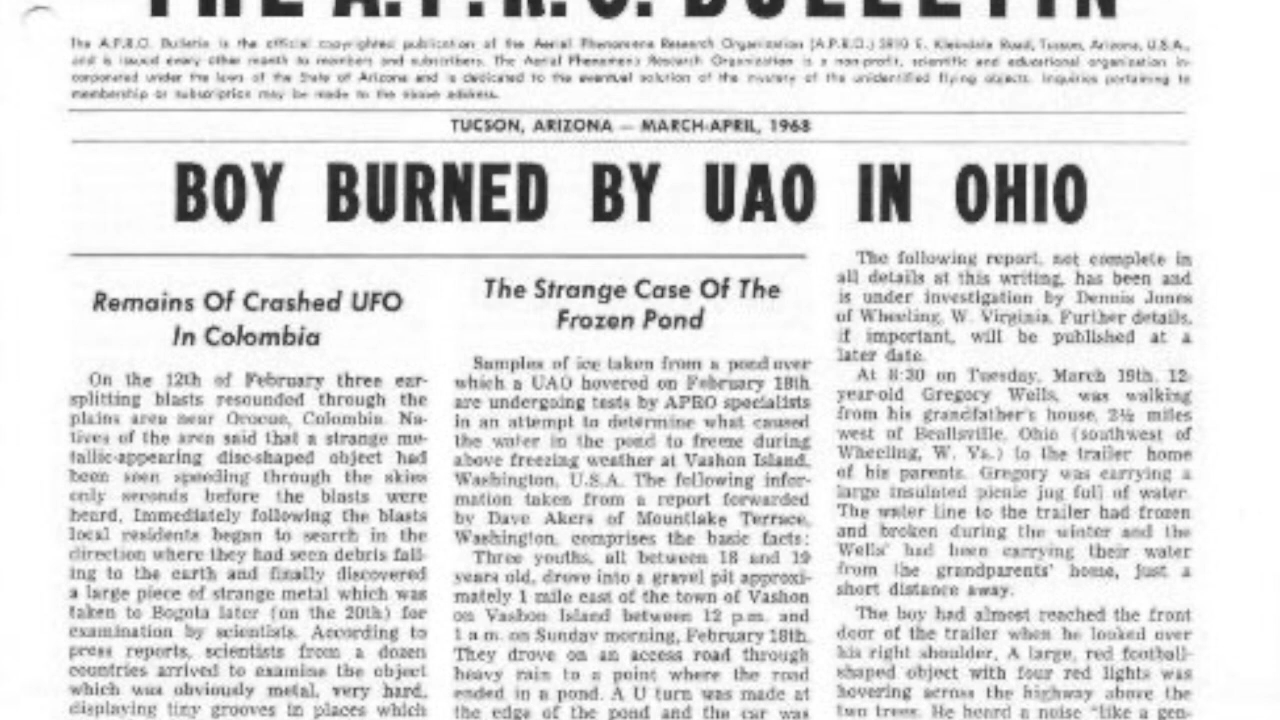 THE A.P.R.O. BULLETIN
The A.P.R.O. Bulletin is the official copyrighted publication of the Aerial Phenomena Research Organization (A.P.R.O.) 3910 E. Kleindale Road, Tucson, Arizona, U.S.A.,
and is issued every other month to members and subscribers. The Aerial Phenomena Research Organization is a non-profit, scientific and educational organization in-
corporated under the laws of the State of Arizona and is dedicated to the eventual solution of the mystery of the unidentified flying objects. Inquiries pertaining to
membership or subscription may be made to the above address.
TUCSON, ARIZONA — MARCH-APRIL, 1968
BOY BURNED BY UAO IN OHIO
Remains Of Crashed UFO
In Colombia
On the 12th of February three ear-
splitting blasts resounded through the
plains area near Orocue, Colombia. Na-
tives of the area said that a strange me-
tallic-appearing disc-shaped object had
been seen speeding through the skies
only seconds before the blasts were
heard. Immediately following the blasts
local residents began to search in the
direction where they had seen debris fall-
ing to the earth and finally discovered
a large piece of strange metal which was
taken to Bogota later (on the 20th) for
examination by scientists. According to
press reports, scientists from a dozen
countries arrived to examine the object
which was obviously metal, very hard,
displaying tiny grooves in places which
The Strange Case Of The
Frozen Pond
Samples of ice taken from a pond over
which a UAO hovered on February 18th
are undergoing tests by APRO specialists
in an attempt to determine what caused
the water in the pond to freeze during
above freezing weather at Vashon Island,
Washington, U.S.A. The following infor-
mation taken from a report forwarded
by Dave Akers of Mountlake Terrace,
Washington, comprises the basic facts:
Three youths, all between 18 and 19
years old, drove into a gravel pit approxi-
mately 1 mile east of the town of Vashon
on Vashon Island between 12 p.m. and
1 a.m. on Sunday morning, February 18th.
They drove on an access road through
heavy rain to a point where the road
ended in a pond. A U turn was made at
the edge of the pond and the car was
The following report, not complete in
all details at this writing, has been and
is under investigation by Dennis Jones
of Wheeling, W. Virginia. Further details,
if important, will be published at a
later date.
At 8:30 on Tuesday, March 19th, 12-
year-old Gregory Wells, was walking
from his grandfather's house, 2½ miles
west of Beallsville, Ohio (southwest of
Wheeling, W. Va.) to the trailer home
of his parents. Gregory was carrying a
large insulated picnic jug full of water.
The water line to the trailer had frozen
and broken during the winter and the
Wells' had been carrying their water
from the grandparents' home, just a
short distance away.
The boy had almost reached the front
door of the trailer when he looked over
his right shoulder. A large, red football-
shaped object with four red lights was
hovering across the highway above the
two trees. He heard a noise "like a gen-